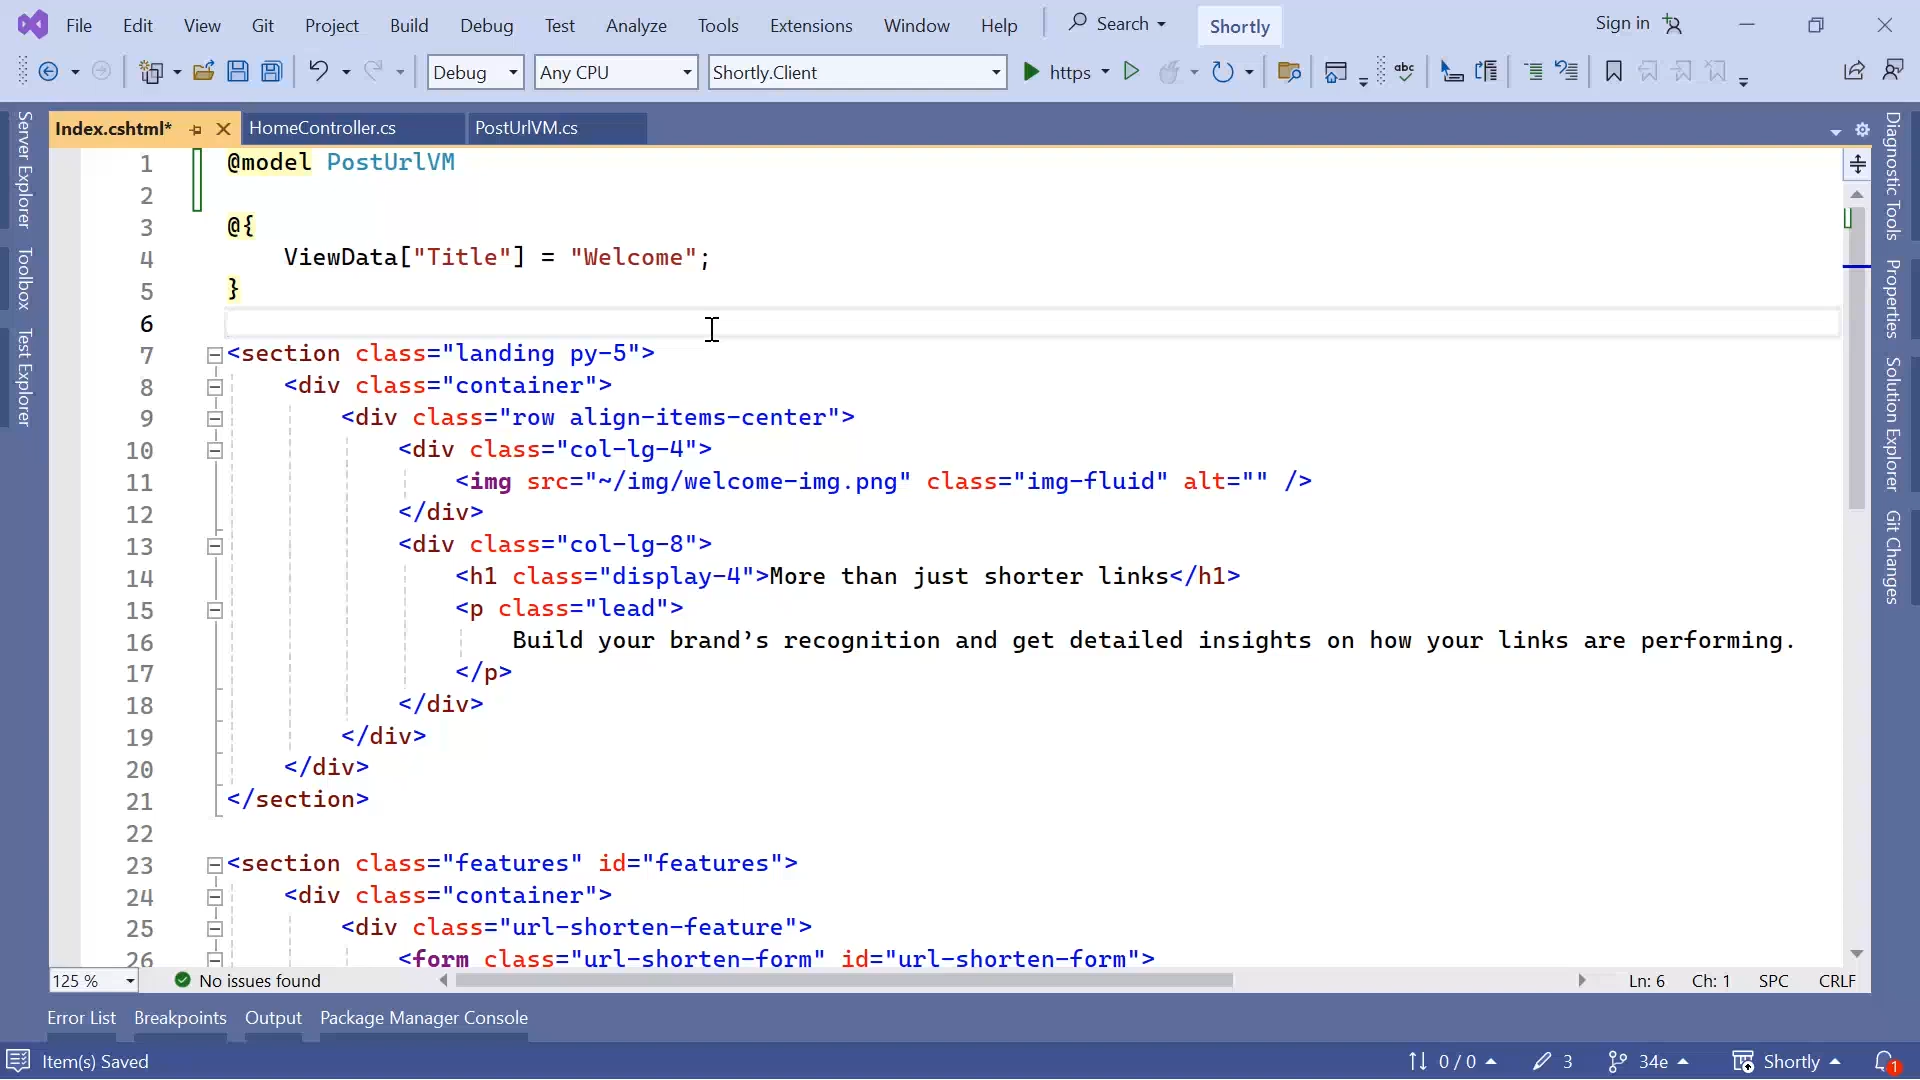 File Edit View Git Project Build Debug Test Analyze Tools Extensions Window Help Search Shortly Sign in
Debug Any CPU Shortly.Client https abc
Index.cshtml* HomeController.cs PostUrlVM.cs
Server Explorer
Toolbox
Test Explorer
1 @model PostUrlVM
2
3 @{
4 ViewData["Title"] = "Welcome";
5 }
6
7 <section class="landing py-5">
8 <div class="container">
9 <div class="row align-items-center">
10 <div class="col-lg-4">
11 <img src="~/img/welcome-img.png" class="img-fluid" alt="" />
12 </div>
13 <div class="col-lg-8">
14 <h1 class="display-4">More than just shorter links</h1>
15 <p class="lead">
16 Build your brand’s recognition and get detailed insights on how your links are performing.
17 </p>
18 </div>
19 </div>
20 </div>
21 </section>
22
23 <section class="features" id="features">
24 <div class="container">
25 <div class="url-shorten-feature">
26 <form class="url-shorten-form" id="url-shorten-form">
Diagnostic Tools
Properties
Solution Explorer
Git Changes
125 % No issues found Ln: 6 Ch: 1 SPC CRLF
Error List Breakpoints Output Package Manager Console
Item(s) Saved 0 / 0 3 34e Shortly 1